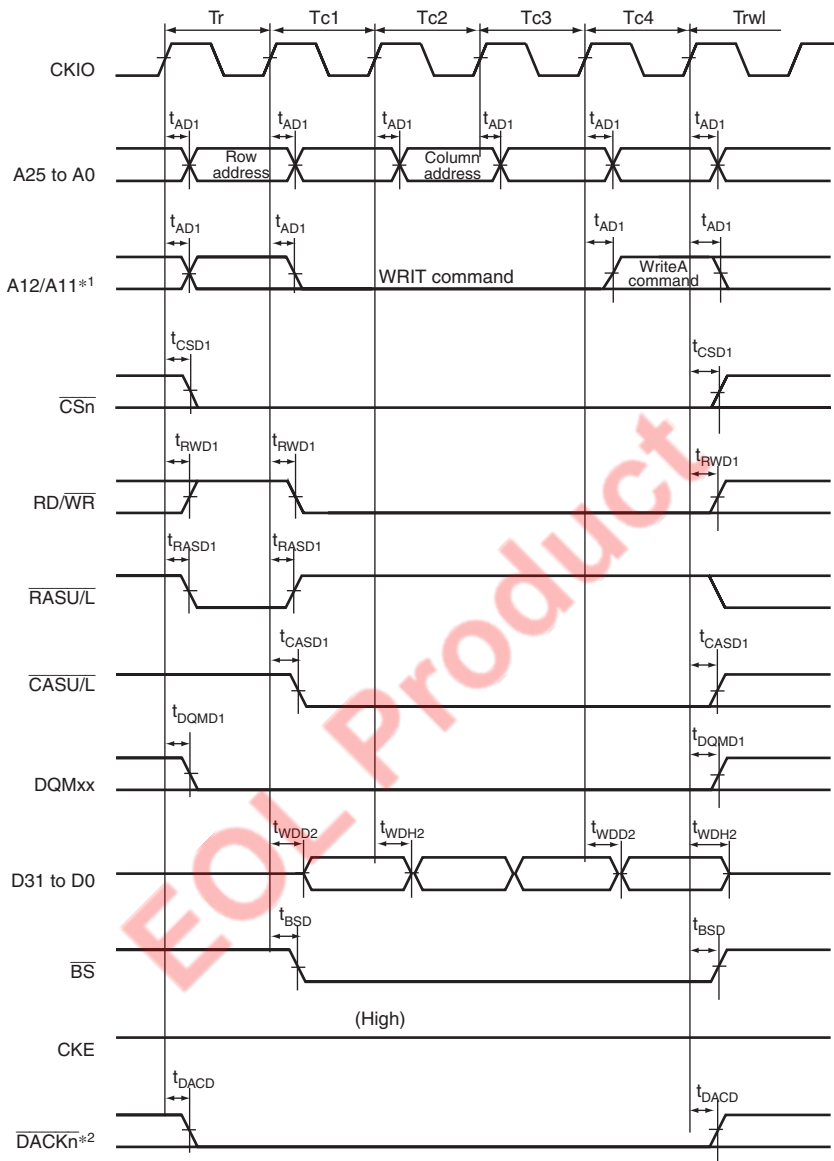 Tr Tc1 Tc2 Tc3 Tc4 Trwl
CKIO
tAD1 tAD1 tAD1 tAD1 tAD1 tAD1
A25 to A0
Row address
Column address
tAD1 tAD1 tAD1 tAD1
A12/A11*1
WRIT command
WriteA command
tCSD1 tCSD1
CSn
tRWD1 tRWD1 tRWD1
RD/WR
tRASD1 tRASD1
RASU/L
tCASD1 tCASD1
CASU/L
tDQMD1 tDQMD1
DQMxx
tWDD2 tWDH2 tWDD2 tWDH2
D31 to D0
tBSD tBSD
BS
(High)
CKE
tDACD tDACD
DACKn*2
EOL Product